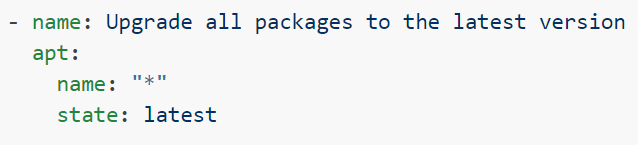 - name: Upgrade all packages to the latest version
  apt:
    name: "*"
    state: latest